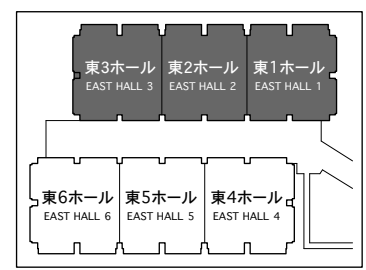 東3ホール
EAST HALL 3
東2ホール
EAST HALL 2
東1ホール
EAST HALL 1
東6ホール
EAST HALL 6
東5ホール
EAST HALL 5
東4ホール
EAST HALL 4